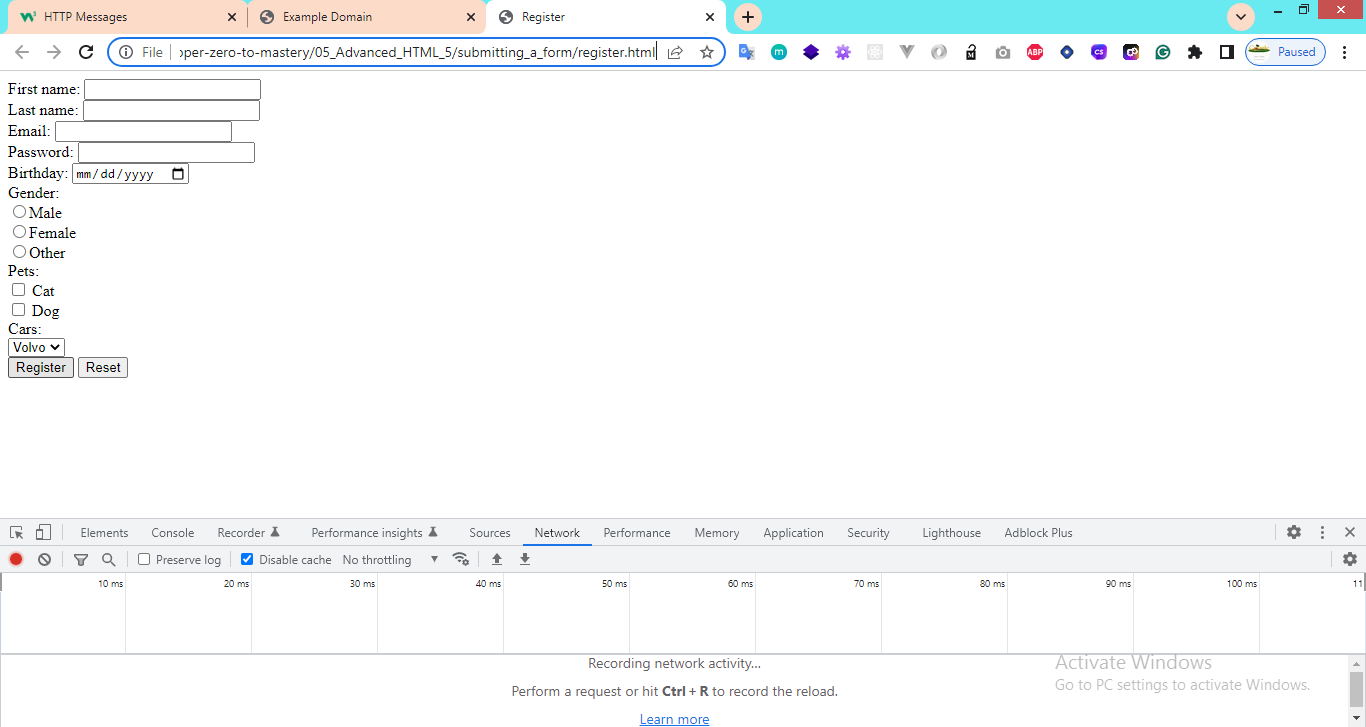 HTTP Messages
Example Domain
Register
File
oper-zero-to-mastery/05_Advanced_HTML_5/submitting_a_form/register.html
ABP
CS
Paused
First name:
Last name:
Email:
Password:
Birthday: mm/dd/yyyy
Gender:
Male
Female
Other
Pets:
Cat
Dog
Cars:
Volvo
Register Reset
Elements Console Recorder Performance insights Sources Network Performance Memory Application Security Lighthouse Adblock Plus
Preserve log Disable cache No throttling
10 ms 20 ms 30 ms 40 ms 50 ms 60 ms 70 ms 80 ms 90 ms 100 ms 11
Recording network activity...
Perform a request or hit Ctrl + R to record the reload.
Learn more
Activate Windows
Go to PC settings to activate Windows.